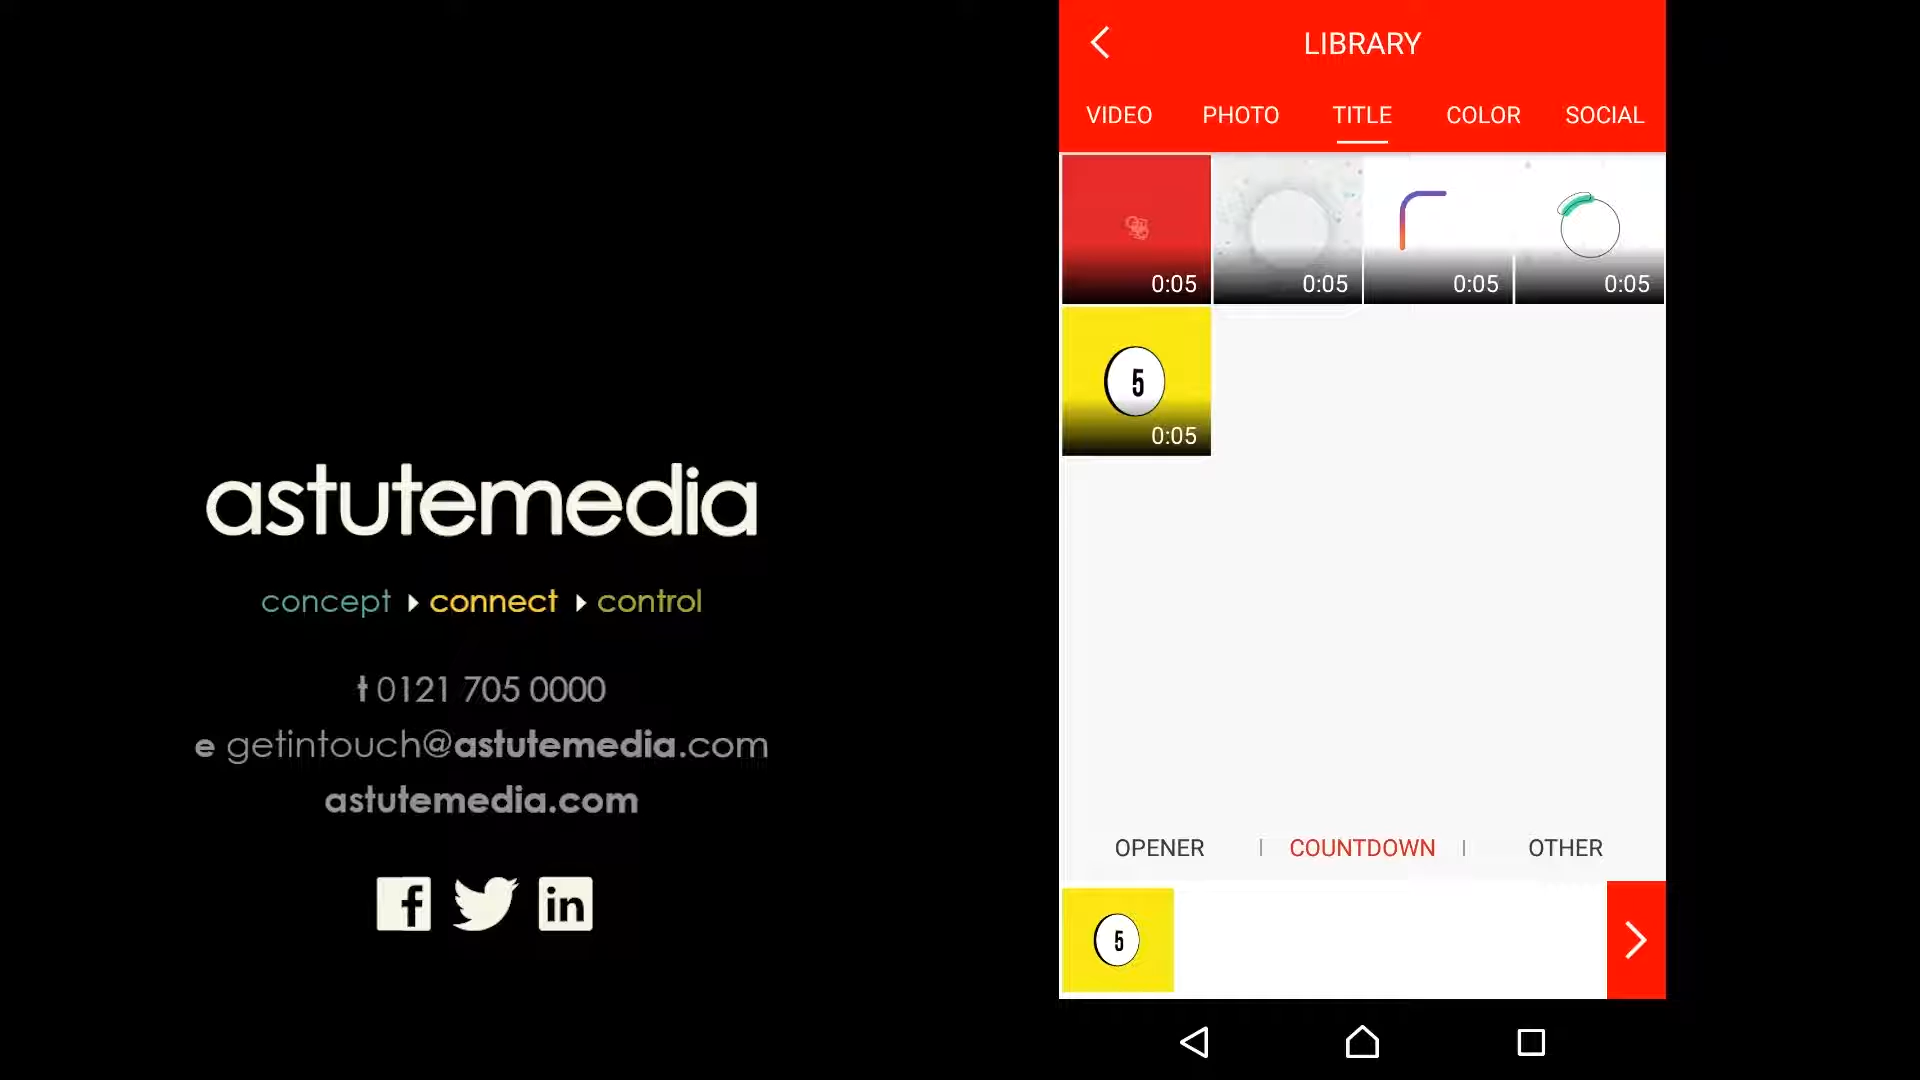 astutemedia
concept connect control
t 0121 705 0000
e getintouch@astutemedia.com
astutemedia.com
f
in
LIBRARY
VIDEO PHOTO TITLE COLOR SOCIAL
0:05 0:05 0:05 0:05
5
0:05
OPENER | COUNTDOWN | OTHER
5